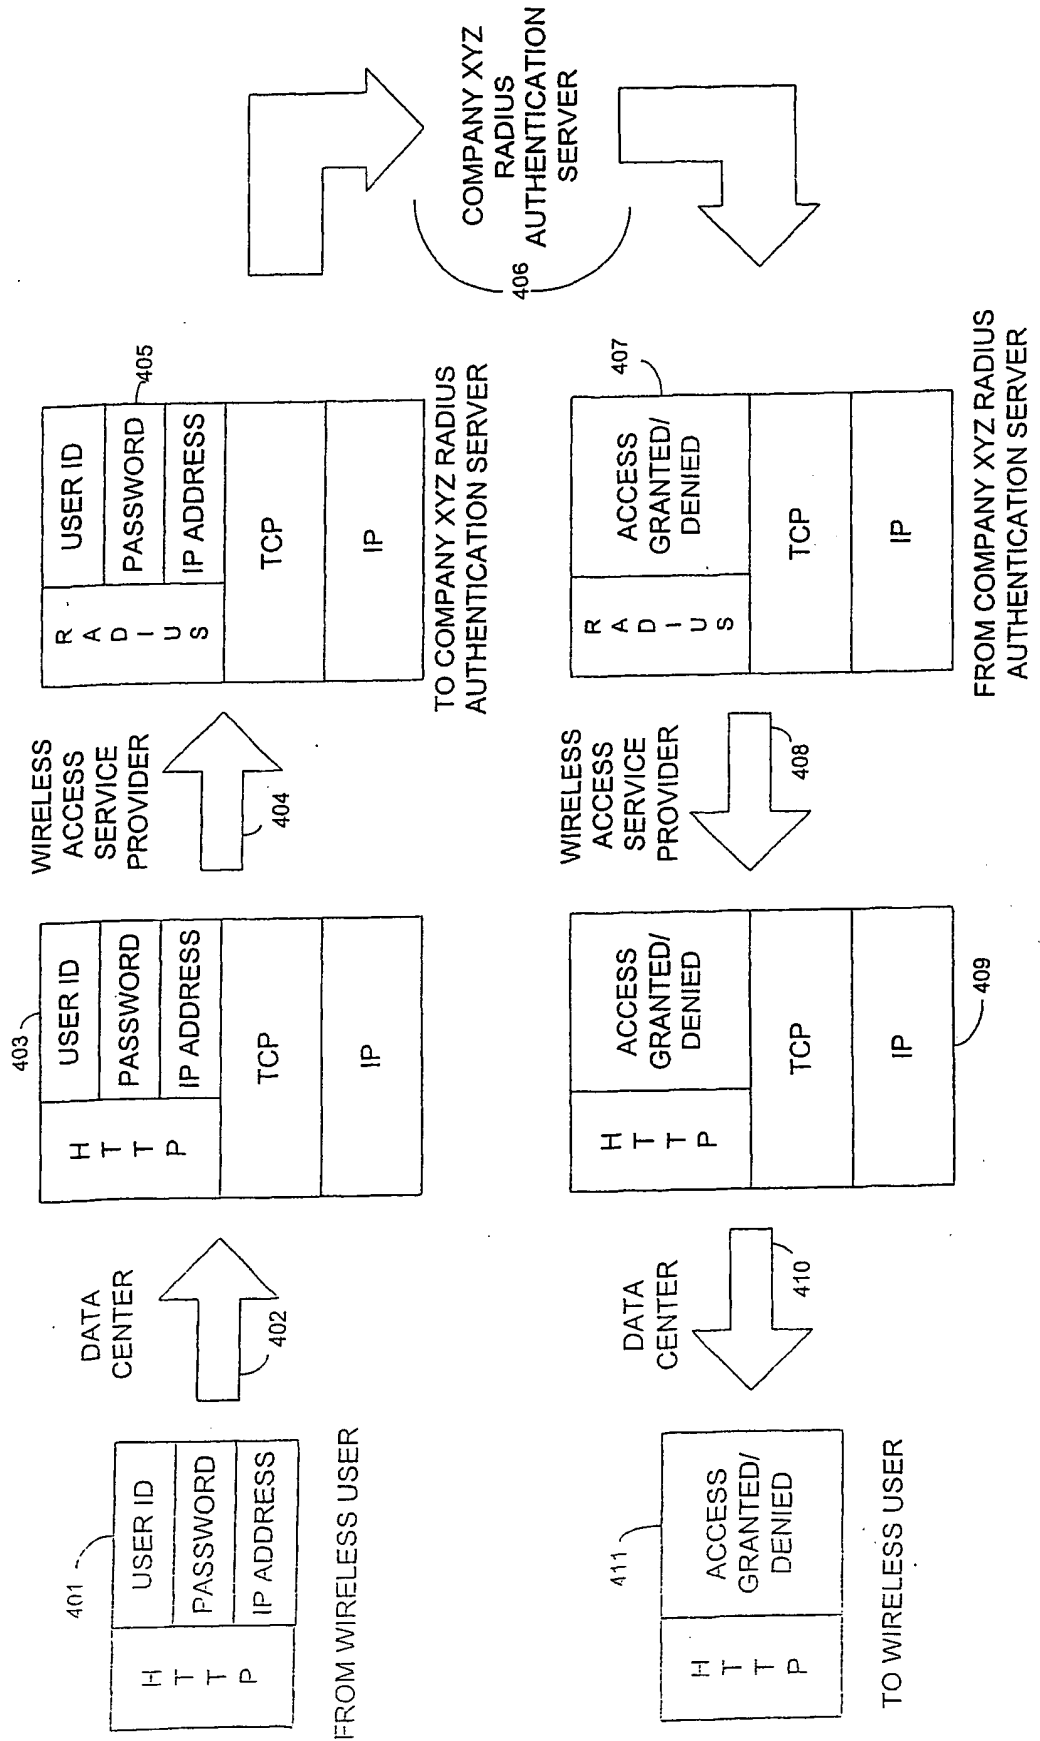 401
USER ID
PASSWORD
IP ADDRESS
H
T
T
P
FROM WIRELESS USER
DATA
CENTER
402
403
USER ID
PASSWORD
IP ADDRESS
H
T
T
P
TCP
IP
WIRELESS
ACCESS
SERVICE
PROVIDER
404
405
USER ID
PASSWORD
IP ADDRESS
R
A
D
I
U
S
TCP
IP
TO COMPANY XYZ RADIUS
AUTHENTICATION SERVER
COMPANY XYZ
RADIUS
AUTHENTICATION
SERVER
406
407
ACCESS
GRANTED/
DENIED
R
A
D
I
U
S
TCP
IP
FROM COMPANY XYZ RADIUS
AUTHENTICATION SERVER
WIRELESS
ACCESS
SERVICE
PROVIDER
408
ACCESS
GRANTED/
DENIED
H
T
T
P
TCP
IP
409
DATA
CENTER
410
411
ACCESS
GRANTED/
DENIED
H
T
T
P
TO WIRELESS USER